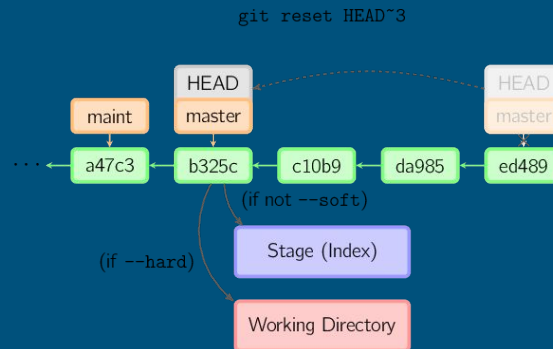 git reset HEAD~3
HEAD
HEAD
maint
master
master
... a47c3 b325c c10b9 da985 ed489
(if not --soft)
Stage (Index)
(if --hard)
Working Directory